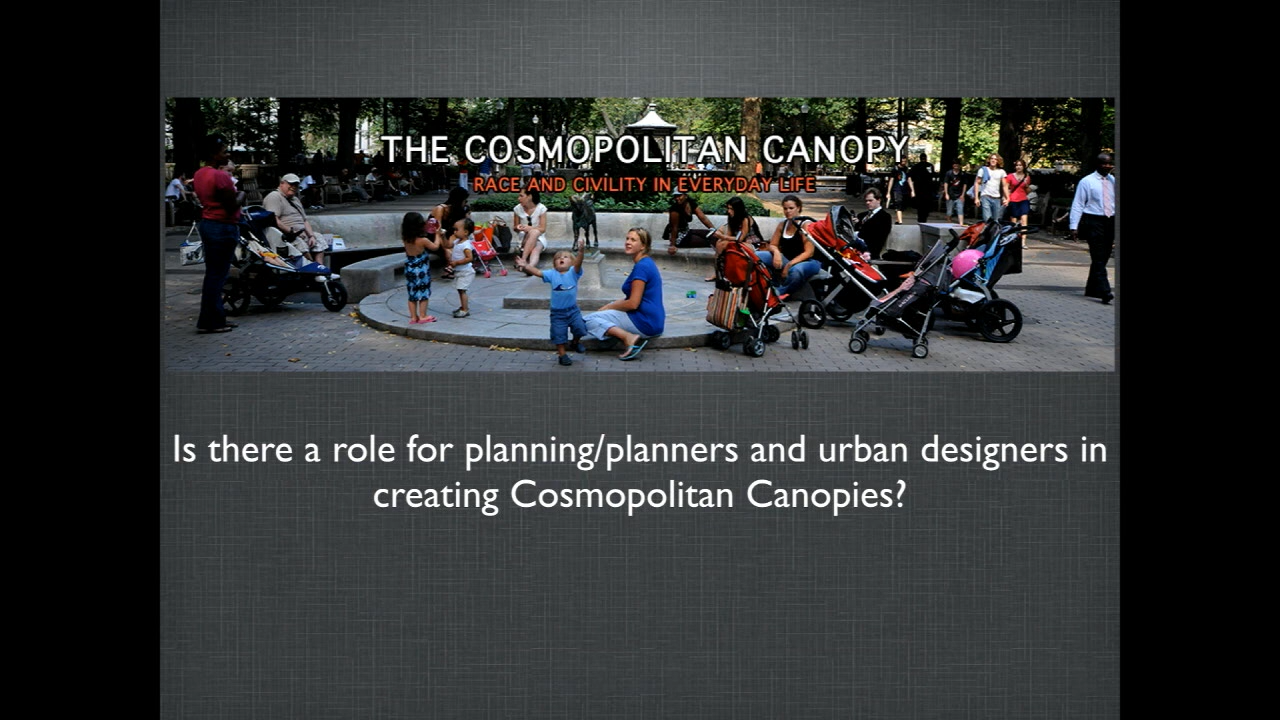 THE COSMOPOLITAN CANOPY
RACE AND CIVILITY IN EVERYDAY LIFE
Is there a role for planning/planners and urban designers in
creating Cosmopolitan Canopies?